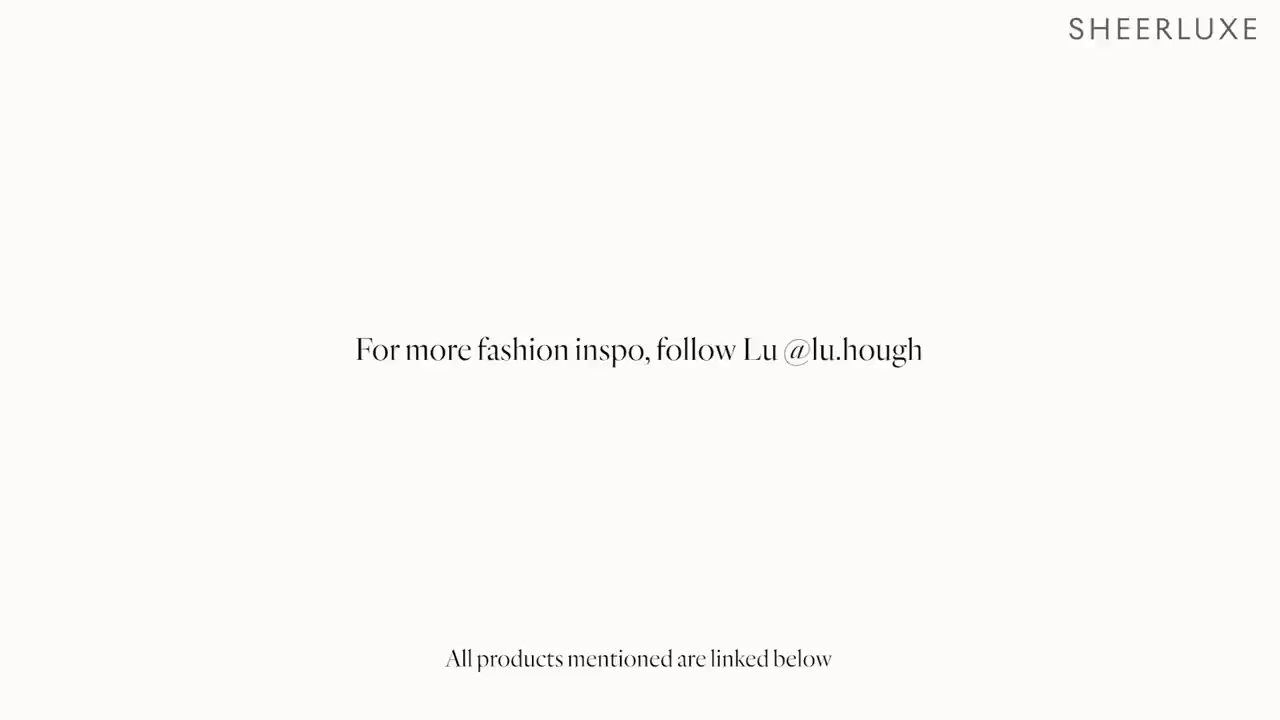 SHEERLUXE
For more fashion inspo, follow Lu @lu.hough
All products mentioned are linked below